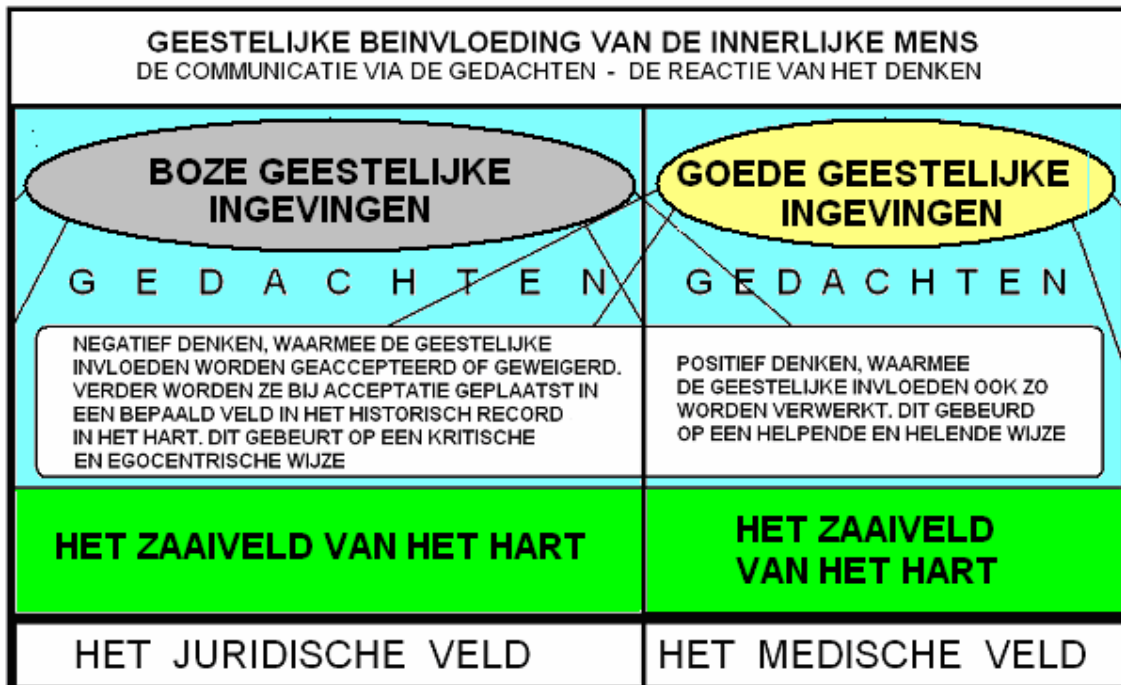 GEESTELIJKE BEINVLOEDING VAN DE INNERLIJKE MENS
DE COMMUNICATIE VIA DE GEDACHTEN - DE REACTIE VAN HET DENKEN
BOZE GEESTELIJKE
INGEVINGEN
G E D A C H T E N
NEGATIEF DENKEN, WAARMEE DE GEESTELIJKE
INVLOEDEN WORDEN GEACCEPTEERD OF GEWEIGERD.
VERDER WORDEN ZE BIJ ACCEPTATIE GEPLAATST IN
EEN BEPAALD VELD IN HET HISTORISCH RECORD
IN HET HART. DIT GEBEURT OP EEN KRITISCHE
EN EGOCENTRISCHE WIJZE
HET ZAAIVELD VAN HET HART
HET JURIDISCHE VELD
GOEDE GEESTELIJKE
INGEVINGEN
G E D A C H T E N
POSITIEF DENKEN, WAARMEE
DE GEESTELIJKE INVLOEDEN OOK ZO
WORDEN VERWERKT. DIT GEBEURD
OP EEN HELPENDE EN HELENDE WIJZE
HET ZAAIVELD
VAN HET HART
HET MEDISCHE VELD